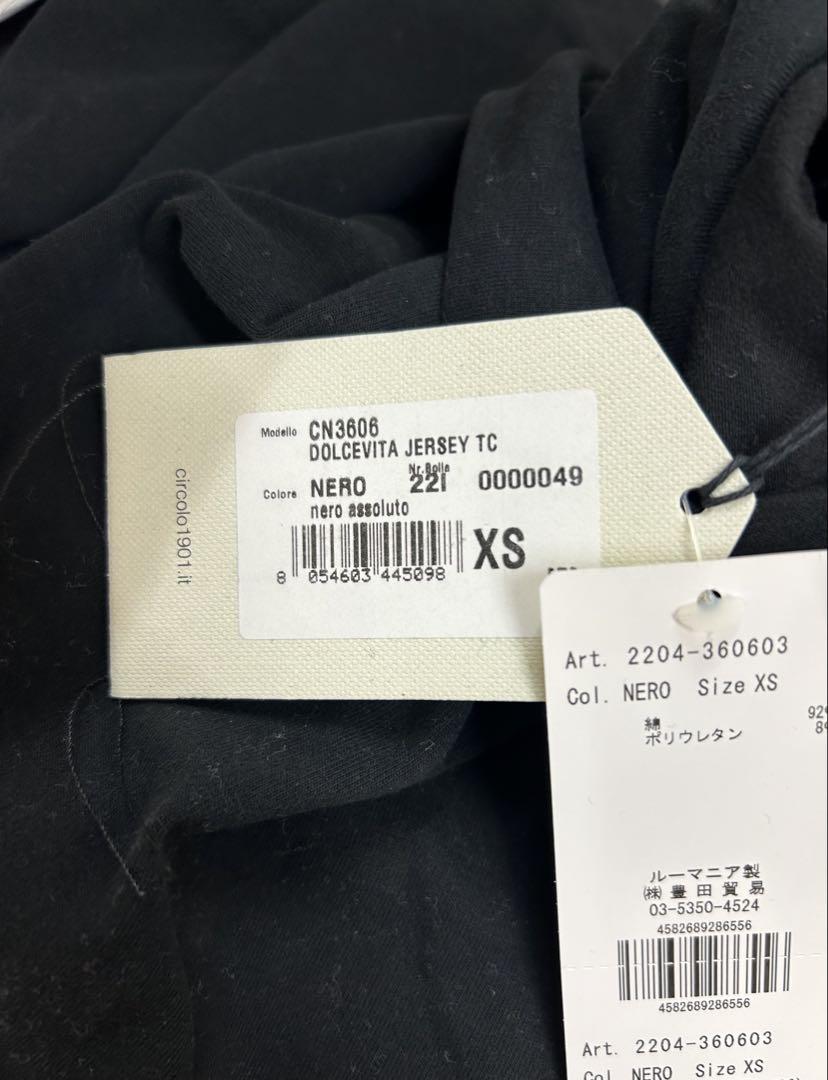 circolo1901.it
Modello CN3606
DOLCEVITA JERSEY TC
Nr.Bolla
Colore NERO 22I 0000049
nero assoluto
XS
8 054603 445098
Art. 2204-360603
Col. NERO Size XS
綿 92
ポリウレタン 8
ルーマニア製
㈱豊田貿易
03-5350-4524
4582689286556
4582689286556
Art. 2204-360603
Col. NERO Size XS